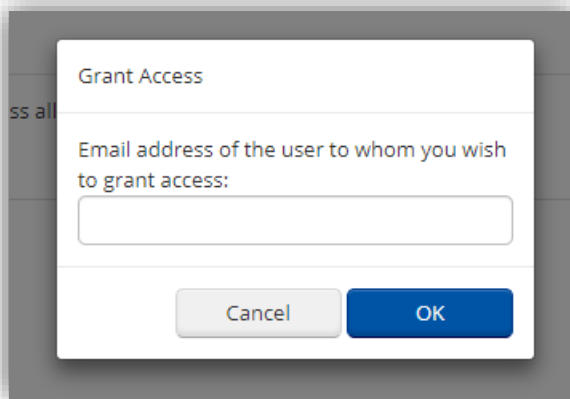 Grant Access
ss all
Email address of the user to whom you wish
to grant access:
Cancel
OK